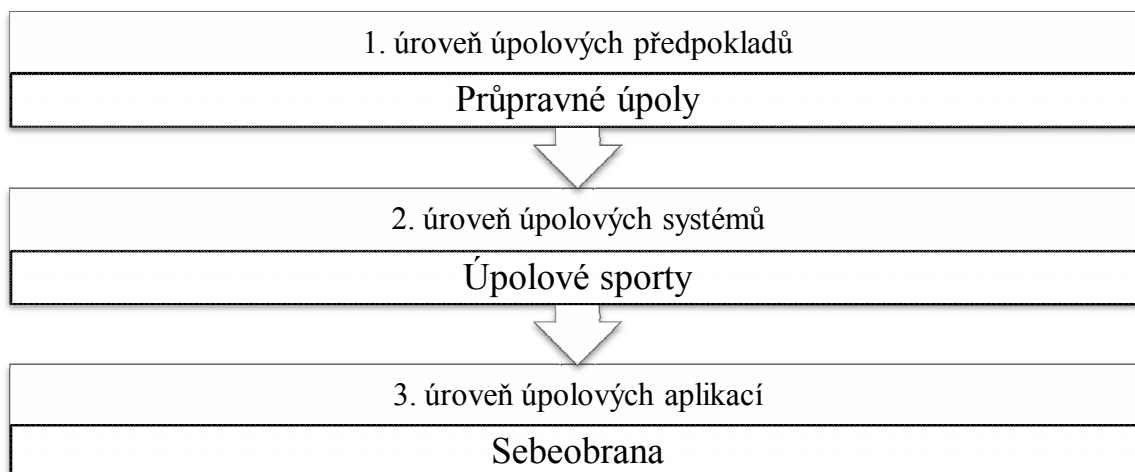 1. úroveň úpolových předpokladů
Průpravné úpoly
2. úroveň úpolových systémů
Úpolové sporty
3. úroveň úpolových aplikací
Sebeobrana